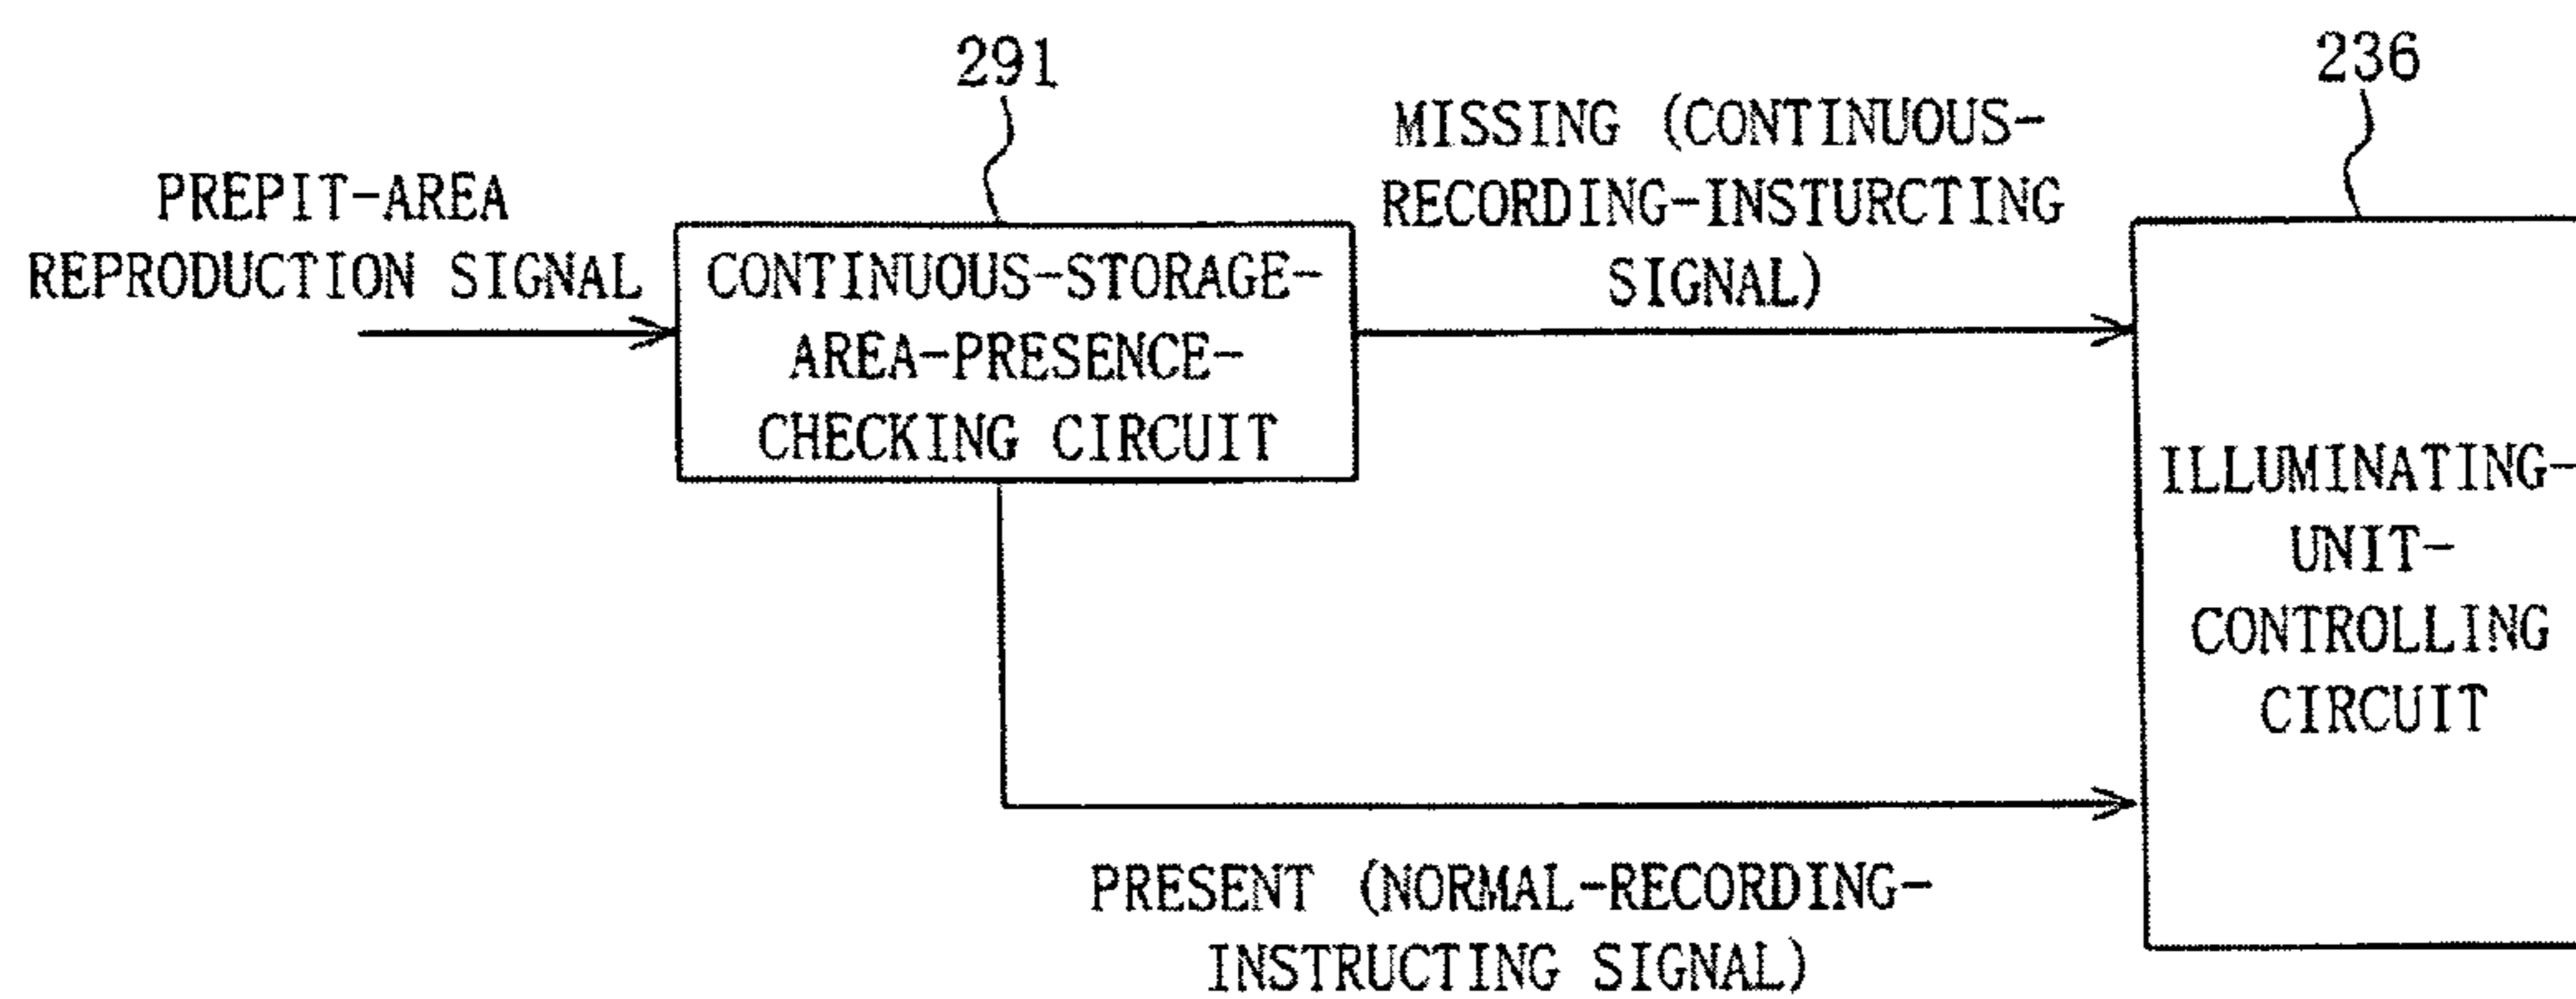 291
236
PREPIT-AREA
REPRODUCTION SIGNAL
CONTINUOUS-STORAGE-
AREA-PRESENCE-
CHECKING CIRCUIT
MISSING (CONTINUOUS-
RECORDING-INSTURCTING
SIGNAL)
ILLUMINATING-
UNIT-
CONTROLLING
CIRCUIT
PRESENT (NORMAL-RECORDING-
INSTRUCTING SIGNAL)